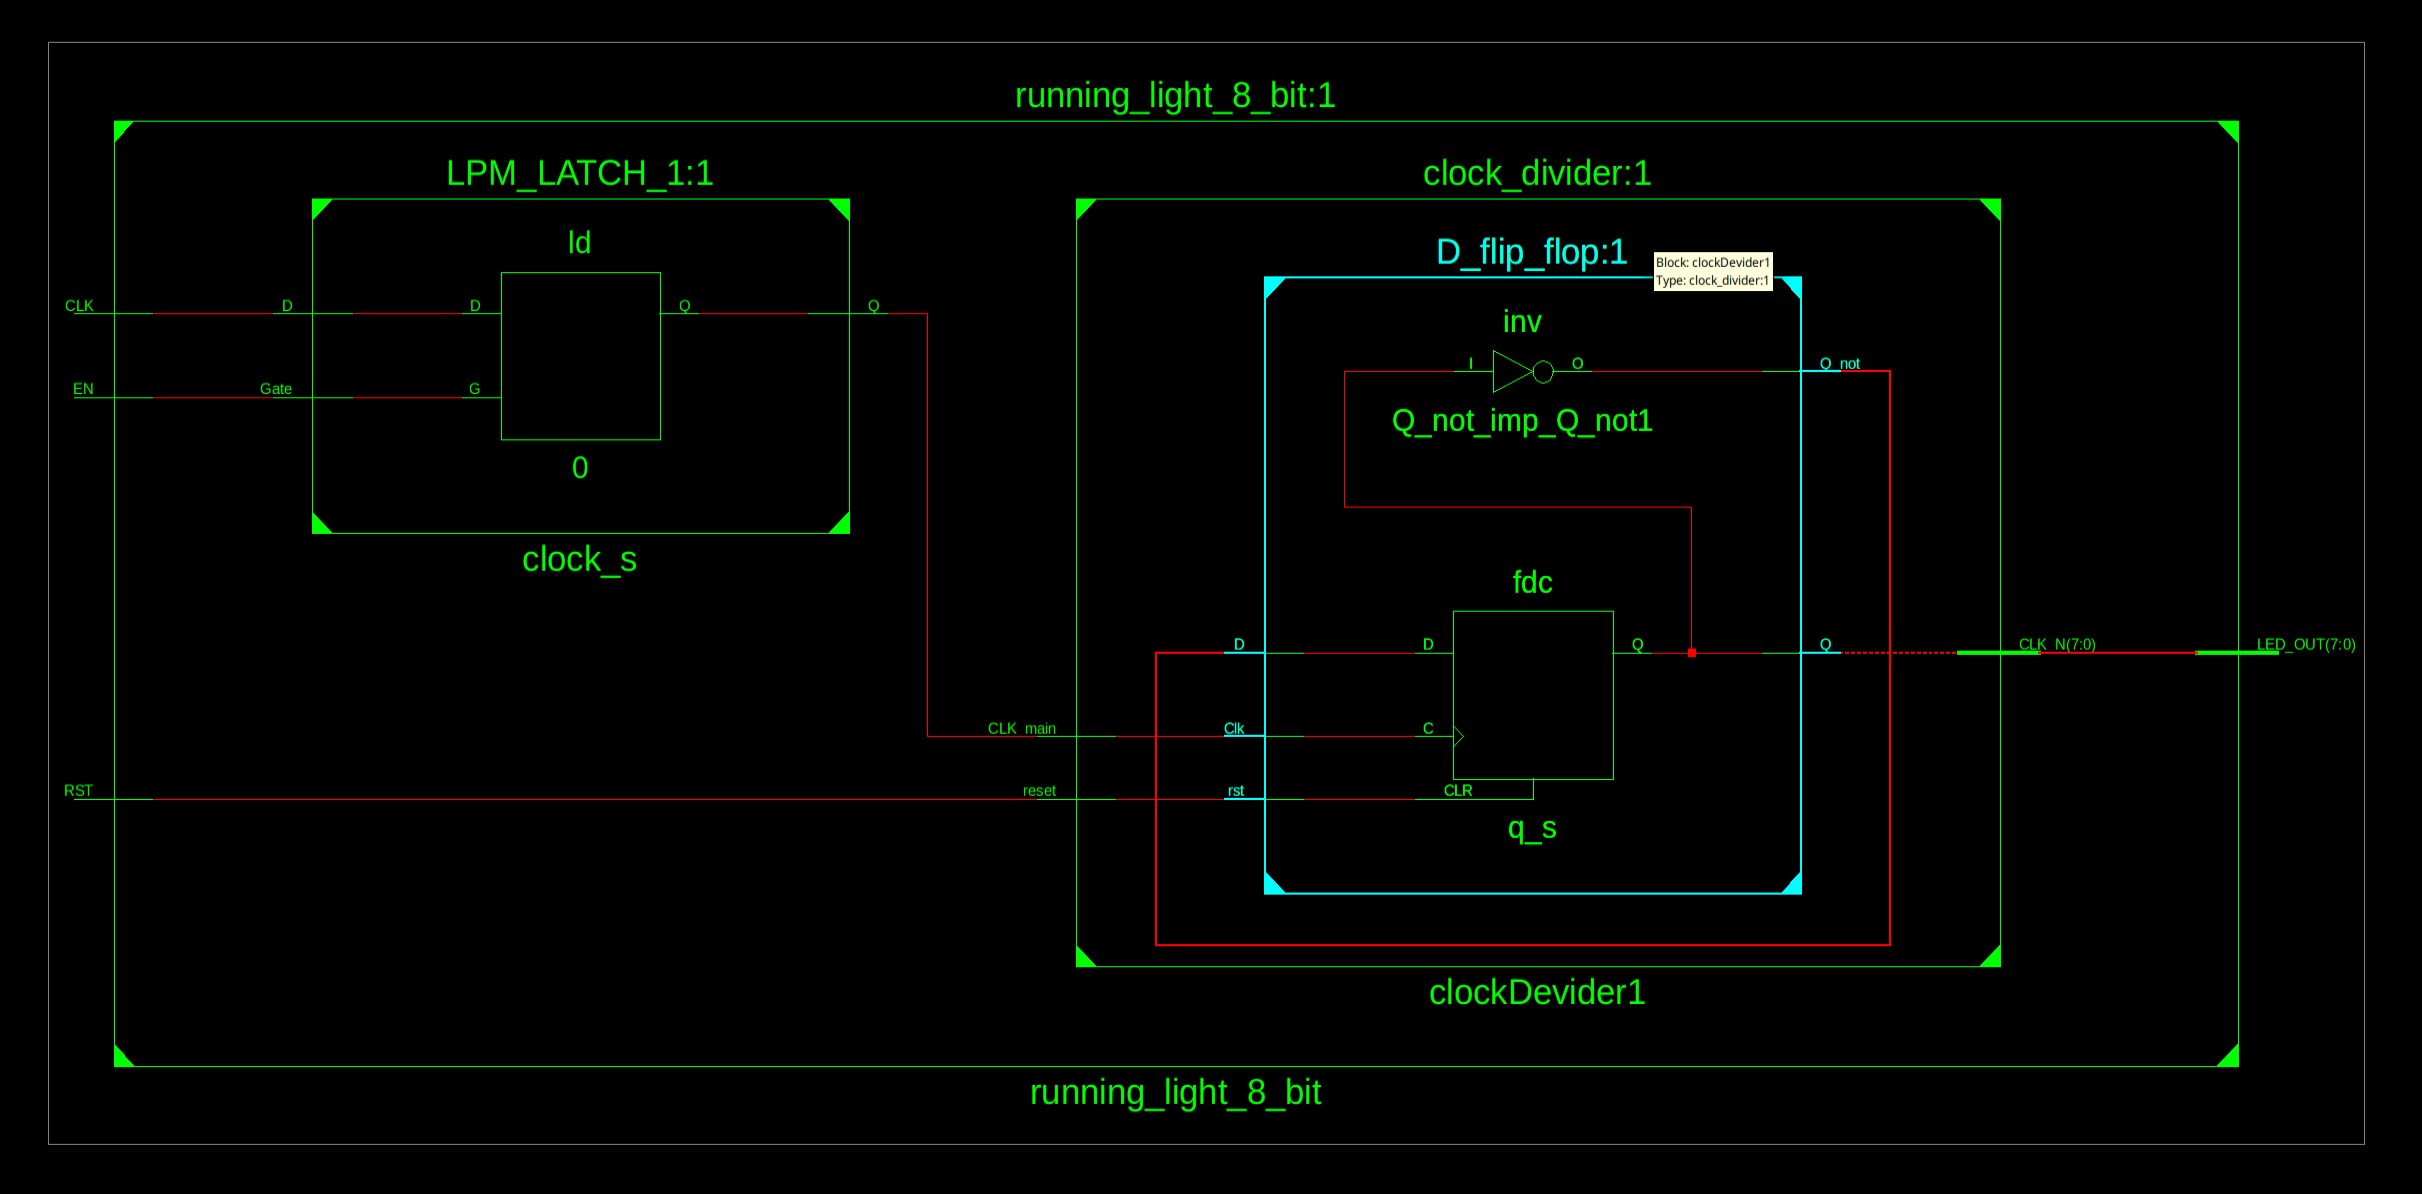 running_light_8_bit:1
LPM_LATCH_1:1
clock_divider:1
ld
D_flip_flop:1
Block: clockDevider1
Type: clock_divider:1
CLK
D
D
Q
Q
inv
I
O
Q_not
EN
Gate
G
Q_not_imp_Q_not1
0
clock_s
fdc
D
D
Q
Q
CLK_N(7:0)
LED_OUT(7:0)
CLK_main
Clk
C
RST
reset
rst
CLR
q_s
clockDevider1
running_light_8_bit